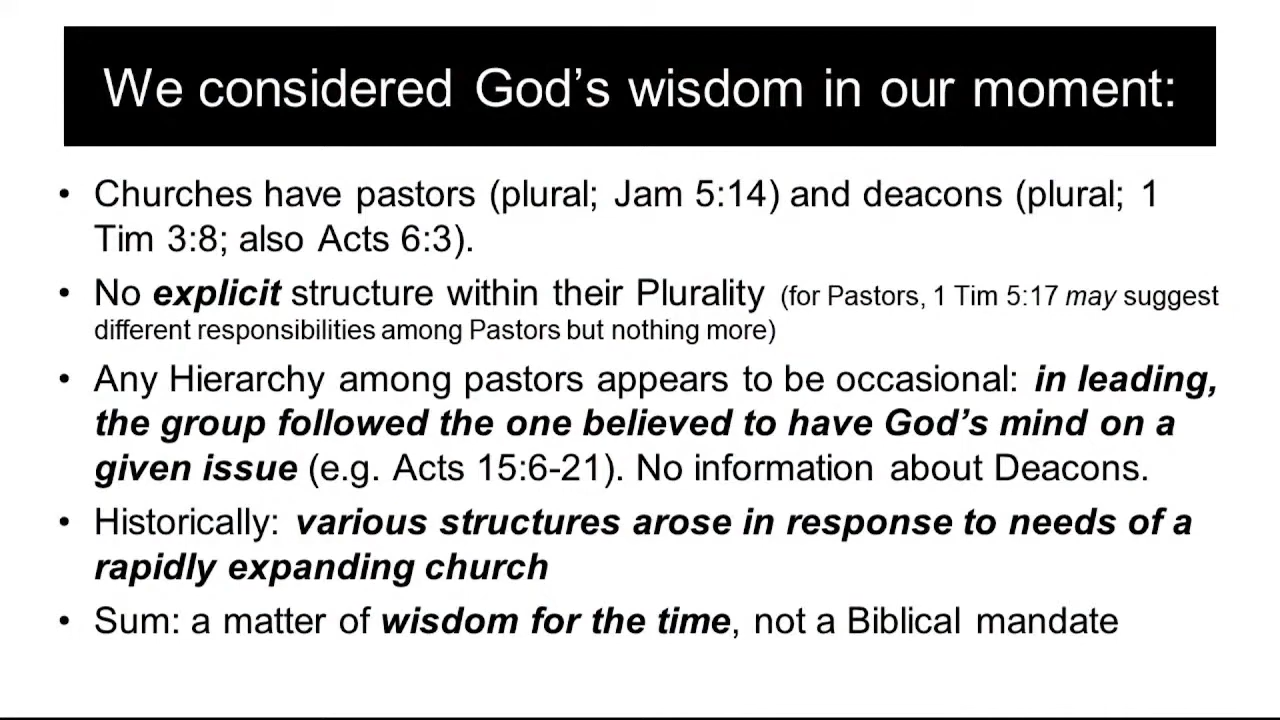 We considered God’s wisdom in our moment:
• Churches have pastors (plural; Jam 5:14) and deacons (plural; 1
Tim 3:8; also Acts 6:3).
• No explicit structure within their Plurality (for Pastors, 1 Tim 5:17 may suggest
different responsibilities among Pastors but nothing more)
• Any Hierarchy among pastors appears to be occasional: in leading,
the group followed the one believed to have God’s mind on a
given issue (e.g. Acts 15:6-21). No information about Deacons.
• Historically: various structures arose in response to needs of a
rapidly expanding church
• Sum: a matter of wisdom for the time, not a Biblical mandate